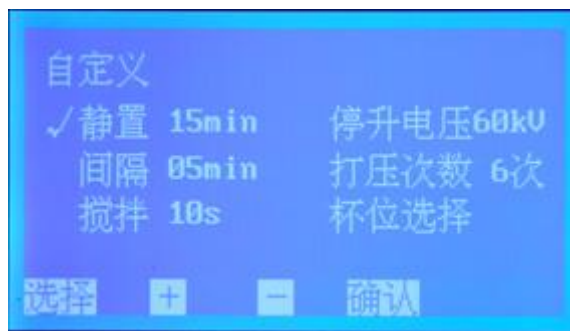 自定义
✓静置 15min 停升电压60kV
间隔 05min 打压次数 6次
搅拌 10s 杯位选择
选择 + - 确认